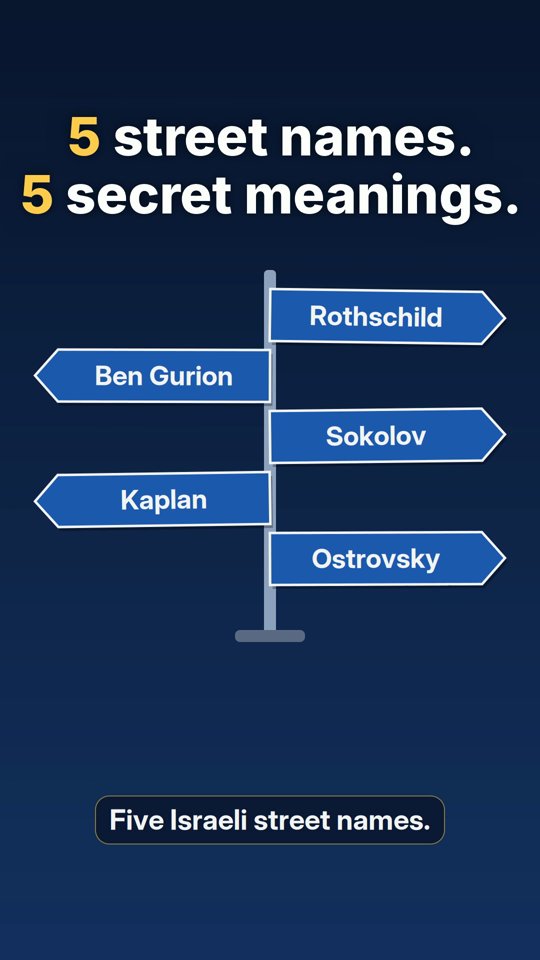 5 street names.
5 secret meanings.
Rothschild
Ben Gurion
Sokolov
Kaplan
Ostrovsky
Five Israeli street names.